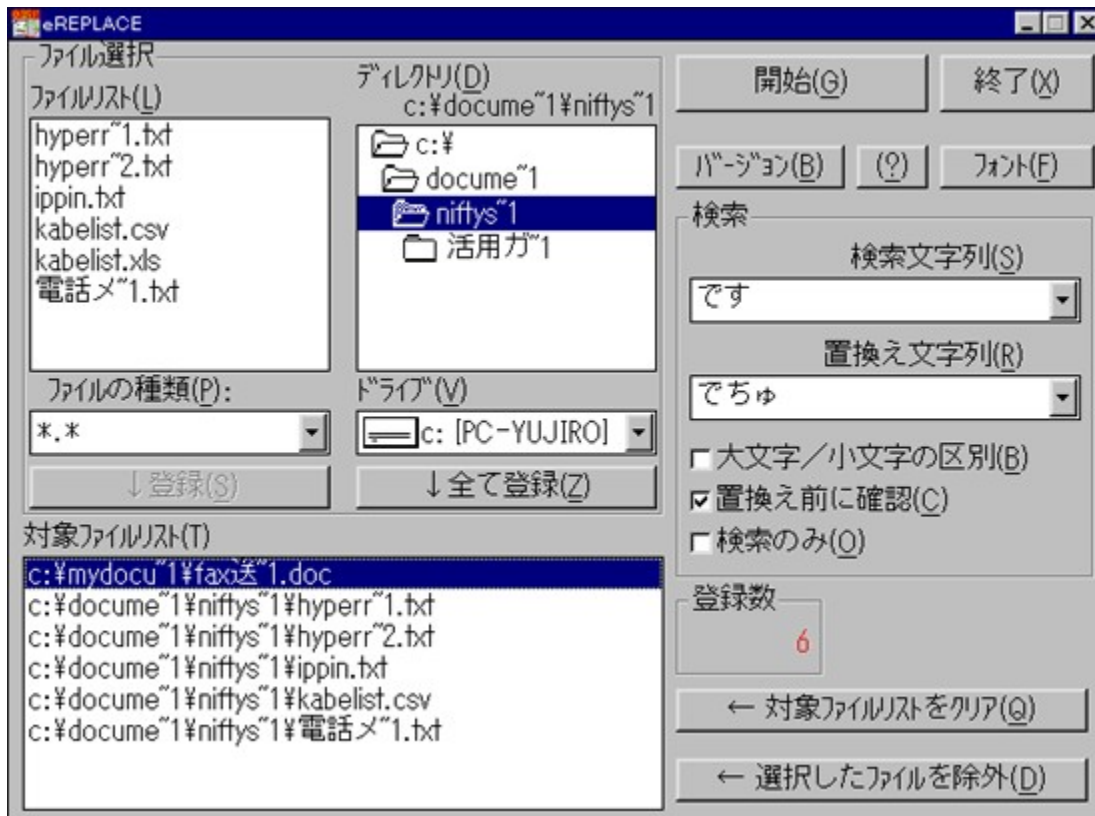 eREPLACE
ファイル選択
ファイルリスト(L)
hyperr~1.txt
hyperr~2.txt
ippin.txt
kabelist.csv
kabelist.xls
電話メ~1.txt
ディレクトリ(D)
c:¥docume~1¥niftys~1
c:¥
docume~1
niftys~1
活用ガ~1
ファイルの種類(P):
*.*
ドライブ(V)
c: [PC-YUJIRO]
↓登録(S)
↓全て登録(Z)
対象ファイルリスト(T)
c:¥mydocu~1¥fax送~1.doc
c:¥docume~1¥niftys~1¥hyperr~1.txt
c:¥docume~1¥niftys~1¥hyperr~2.txt
c:¥docume~1¥niftys~1¥ippin.txt
c:¥docume~1¥niftys~1¥kabelist.csv
c:¥docume~1¥niftys~1¥電話メ~1.txt
開始(G)
終了(X)
バージョン(B)
(?)
フォント(F)
検索
検索文字列(S)
です
置換え文字列(R)
でちゅ
大文字/小文字の区別(B)
置換え前に確認(C)
検索のみ(O)
登録数
6
← 対象ファイルリストをクリア(Q)
← 選択したファイルを除外(D)